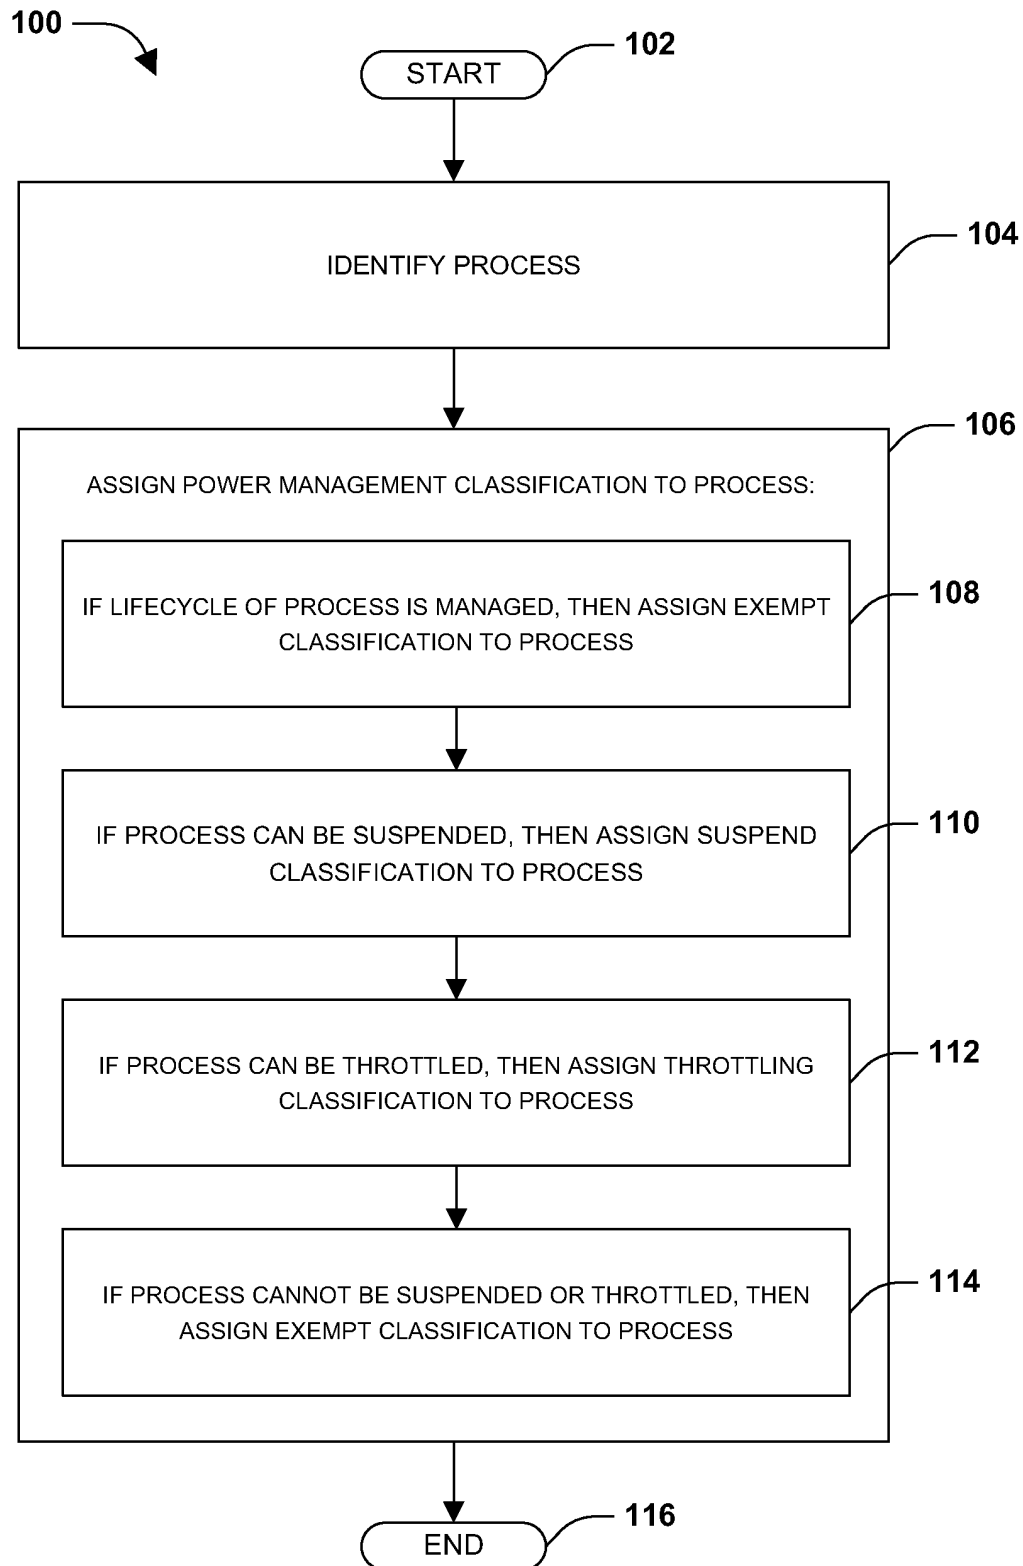 100
102
START
104
IDENTIFY PROCESS
106
ASSIGN POWER MANAGEMENT CLASSIFICATION TO PROCESS:
108
IF LIFECYCLE OF PROCESS IS MANAGED, THEN ASSIGN EXEMPT
CLASSIFICATION TO PROCESS
110
IF PROCESS CAN BE SUSPENDED, THEN ASSIGN SUSPEND
CLASSIFICATION TO PROCESS
112
IF PROCESS CAN BE THROTTLED, THEN ASSIGN THROTTLING
CLASSIFICATION TO PROCESS
114
IF PROCESS CANNOT BE SUSPENDED OR THROTTLED, THEN
ASSIGN EXEMPT CLASSIFICATION TO PROCESS
116
END